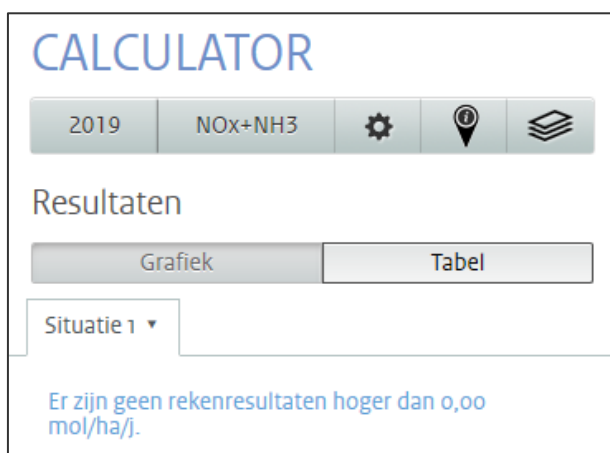 CALCULATOR
2019 NOx+NH3
Resultaten
Grafiek Tabel
Situatie 1
Er zijn geen rekenresultaten hoger dan 0,00
mol/ha/j.